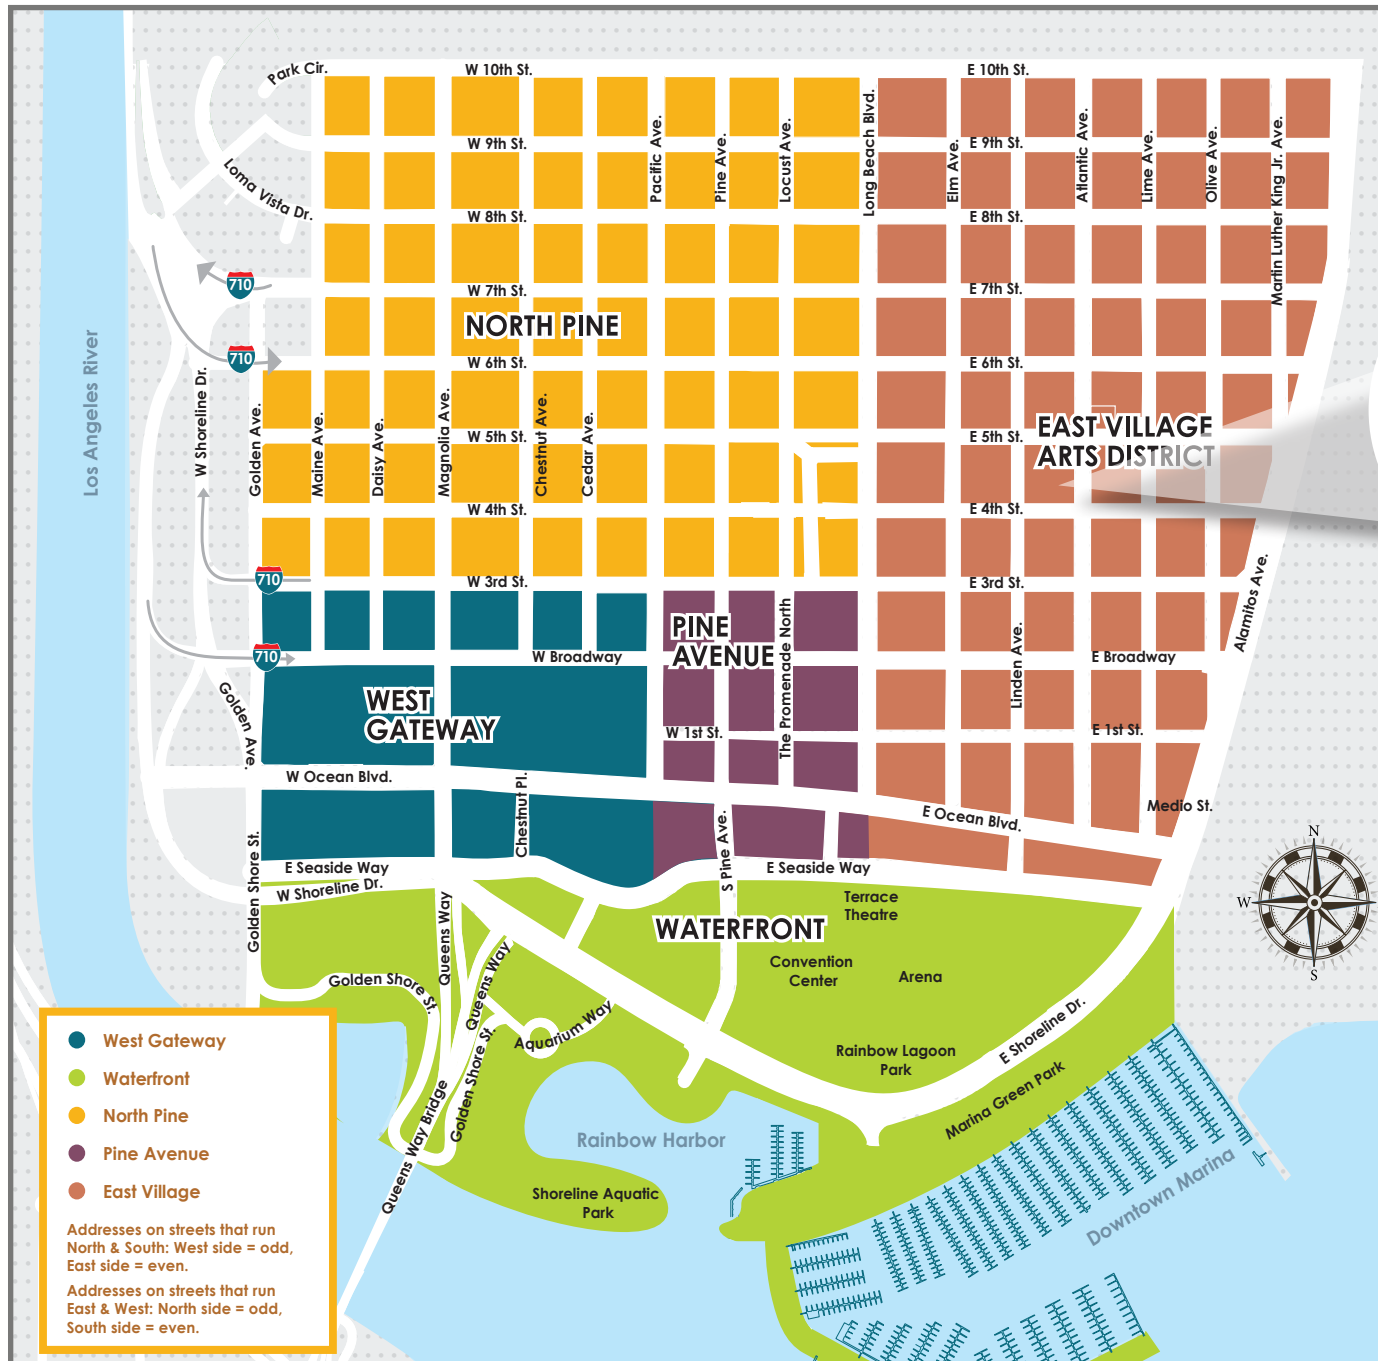 Park Cir.
W 10th St.
E 10th St.
Loma Vista Dr.
W 9th St.
E 9th St.
Pacific Ave.
Pine Ave.
Locust Ave.
Long Beach Blvd.
Elm Ave.
Atlantic Ave.
Lime Ave.
Olive Ave.
Martin Luther King Jr. Ave.
W 8th St.
E 8th St.
710
W 7th St.
E 7th St.
NORTH PINE
710
W 6th St.
E 6th St.
Los Angeles River
W Shoreline Dr.
Golden Ave.
Maine Ave.
Daisy Ave.
Magnolia Ave.
Chestnut Ave.
Cedar Ave.
W 5th St.
E 5th St.
EAST VILLAGE
ARTS DISTRICT
W 4th St.
E 4th St.
710
W 3rd St.
E 3rd St.
Alamitos Ave.
PINE
AVENUE
The Promenade North
Linden Ave.
710
W Broadway
E Broadway
Golden Ave.
WEST
GATEWAY
W 1st St.
E 1st St.
W Ocean Blvd.
Chestnut Pl.
S Pine Ave.
E Ocean Blvd.
Medio St.
Golden Shore St.
E Seaside Way
E Seaside Way
W Shoreline Dr.
Queens Way
Queens Way
WATERFRONT
Terrace
Theatre
Convention
Center
Arena
Golden Shore St.
Golden Shore St.
Aquarium Way
Rainbow Lagoon
Park
E Shoreline Dr.
Marina Green Park
Queens Way Bridge
Rainbow Harbor
Shoreline Aquatic
Park
Downtown Marina
N
W
S
West Gateway
Waterfront
North Pine
Pine Avenue
East Village
Addresses on streets that run
North & South: West side = odd,
East side = even.
Addresses on streets that run
East & West: North side = odd,
South side = even.